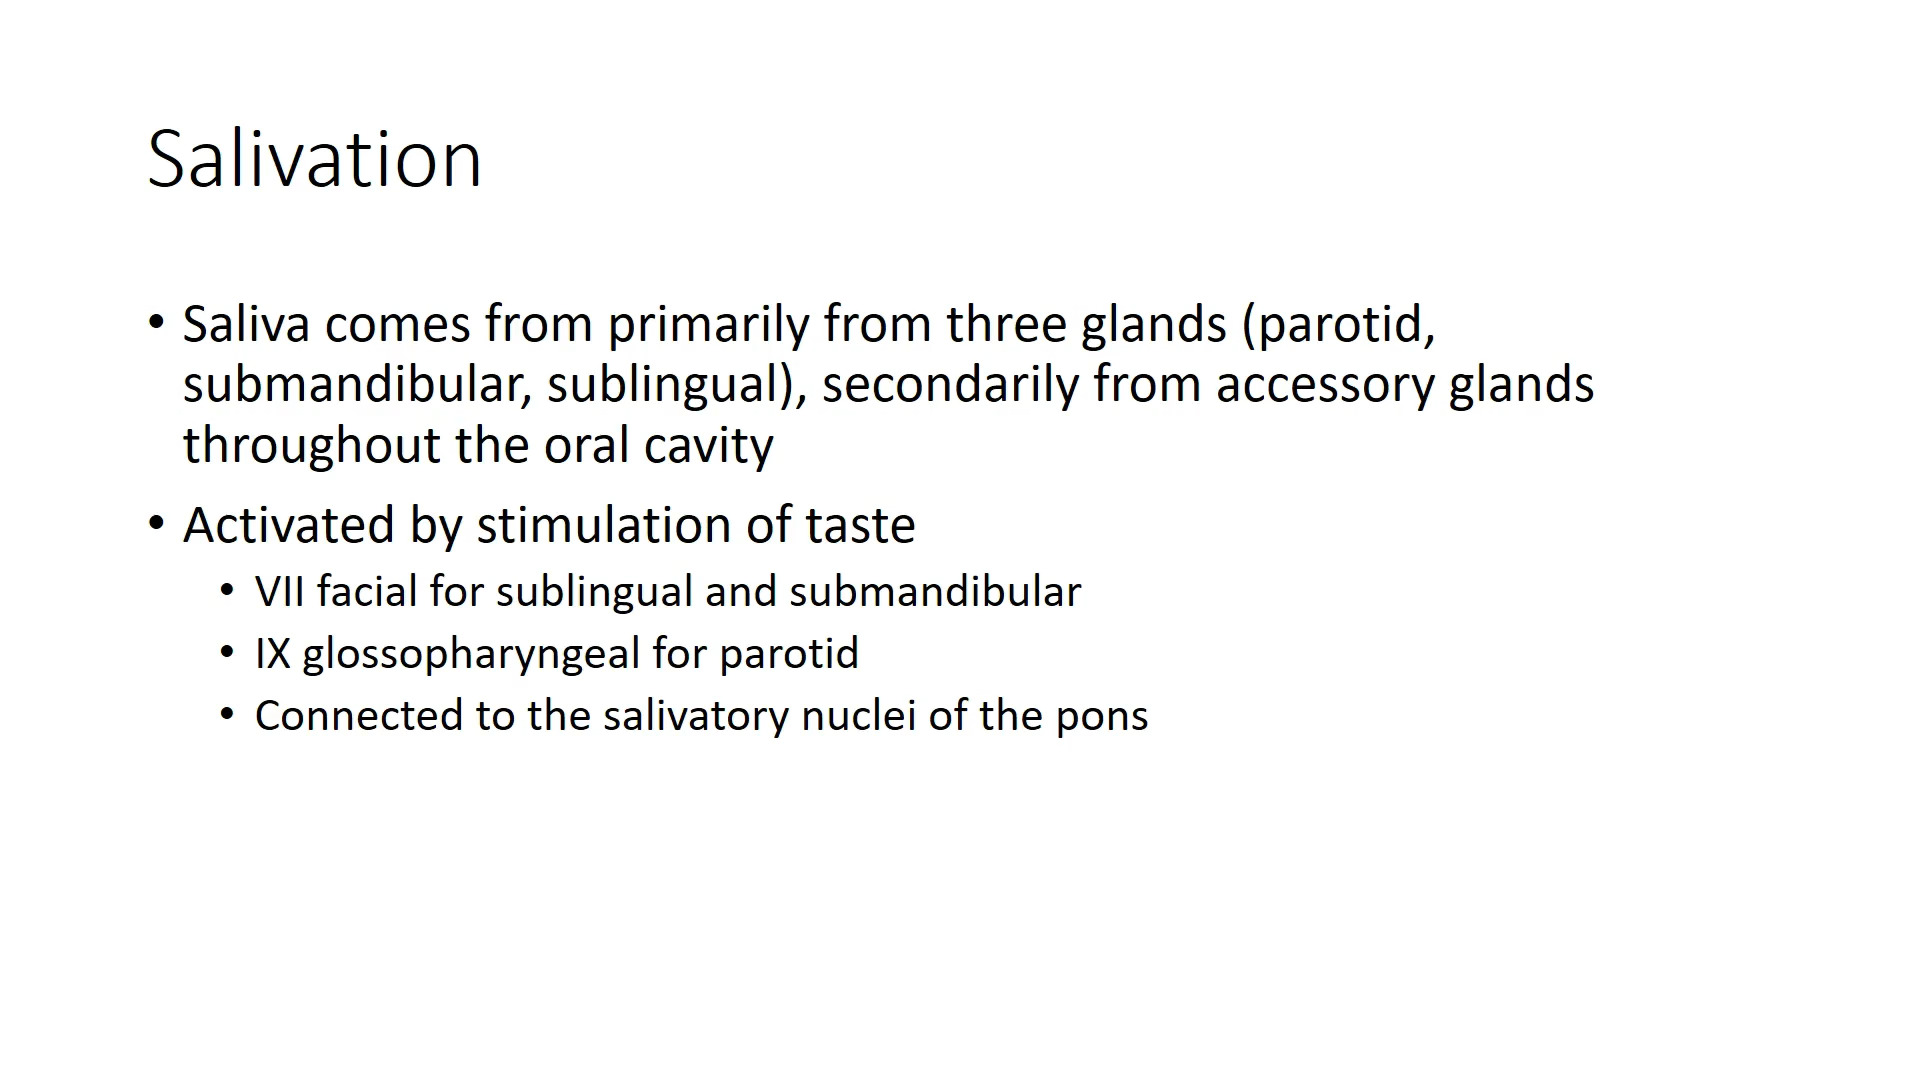 Salivation
• Saliva comes from primarily from three glands (parotid,
submandibular, sublingual), secondarily from accessory glands
throughout the oral cavity
• Activated by stimulation of taste
• VII facial for sublingual and submandibular
• IX glossopharyngeal for parotid
• Connected to the salivatory nuclei of the pons